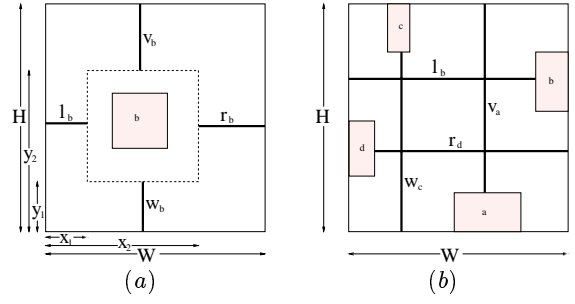 v_b
H
l_b
b
r_b
y_2
y_1
w_b
x_1
x_2
W
(a)
c
l_b
b
H
v_a
d
r_d
w_c
a
W
(b)